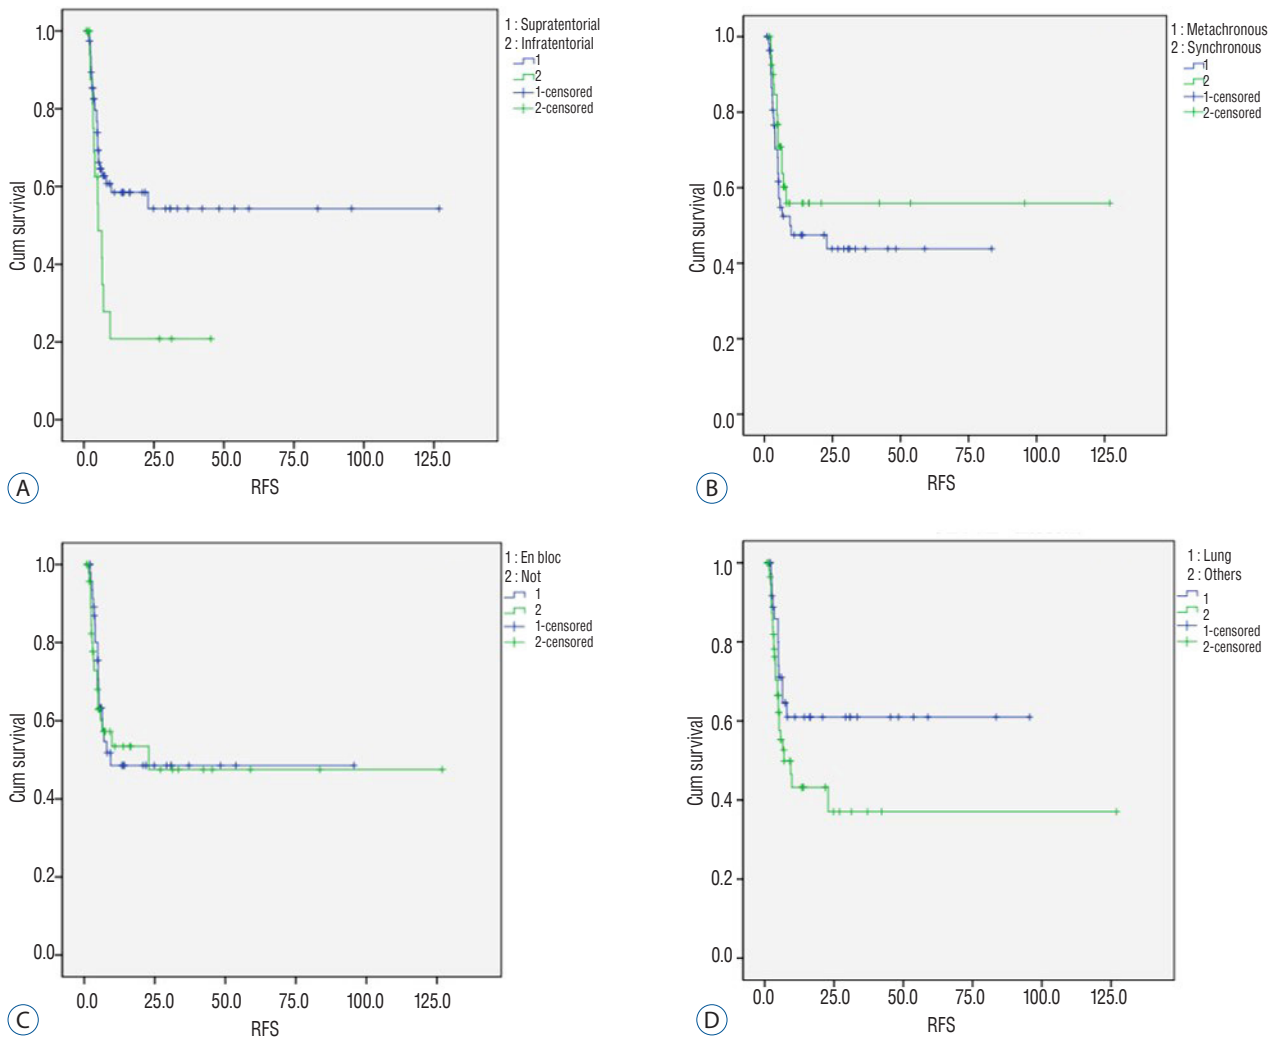 1 : Supratentorial
2 : Infratentorial
1
2
1-censored
2-censored
1.0
0.8
0.6
0.4
0.2
0.0
Cum survival
0.0 25.0 50.0 75.0 100.0 125.0
RFS
A
1 : Metachronous
2 : Synchronous
1
2
1-censored
2-censored
1.0
0.8
0.6
0.4
0.2
0.0
Cum survival
0.0 25.0 50.0 75.0 100.0 125.0
RFS
B
1 : En bloc
2 : Not
1
2
1-censored
2-censored
1.0
0.8
0.6
0.4
0.2
0.0
Cum survival
0.0 25.0 50.0 75.0 100.0 125.0
RFS
C
1 : Lung
2 : Others
1
2
1-censored
2-censored
1.0
0.8
0.6
0.4
0.2
0.0
Cum survival
0.0 25.0 50.0 75.0 100.0 125.0
RFS
D